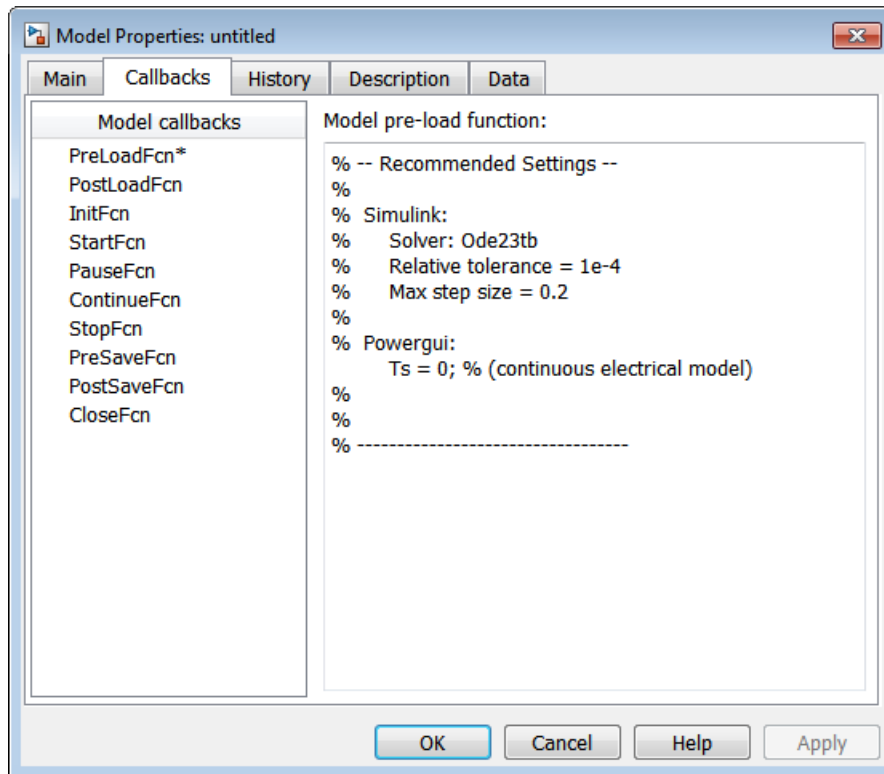 Model Properties: untitled
Main
Callbacks
History
Description
Data
Model callbacks
PreLoadFcn*
PostLoadFcn
InitFcn
StartFcn
PauseFcn
ContinueFcn
StopFcn
PreSaveFcn
PostSaveFcn
CloseFcn
Model pre-load function:
% -- Recommended Settings --
%
% Simulink:
% Solver: Ode23tb
% Relative tolerance = 1e-4
% Max step size = 0.2
%
% Powergui:
Ts = 0; % (continuous electrical model)
%
%
% ----------------------------------
OK
Cancel
Help
Apply